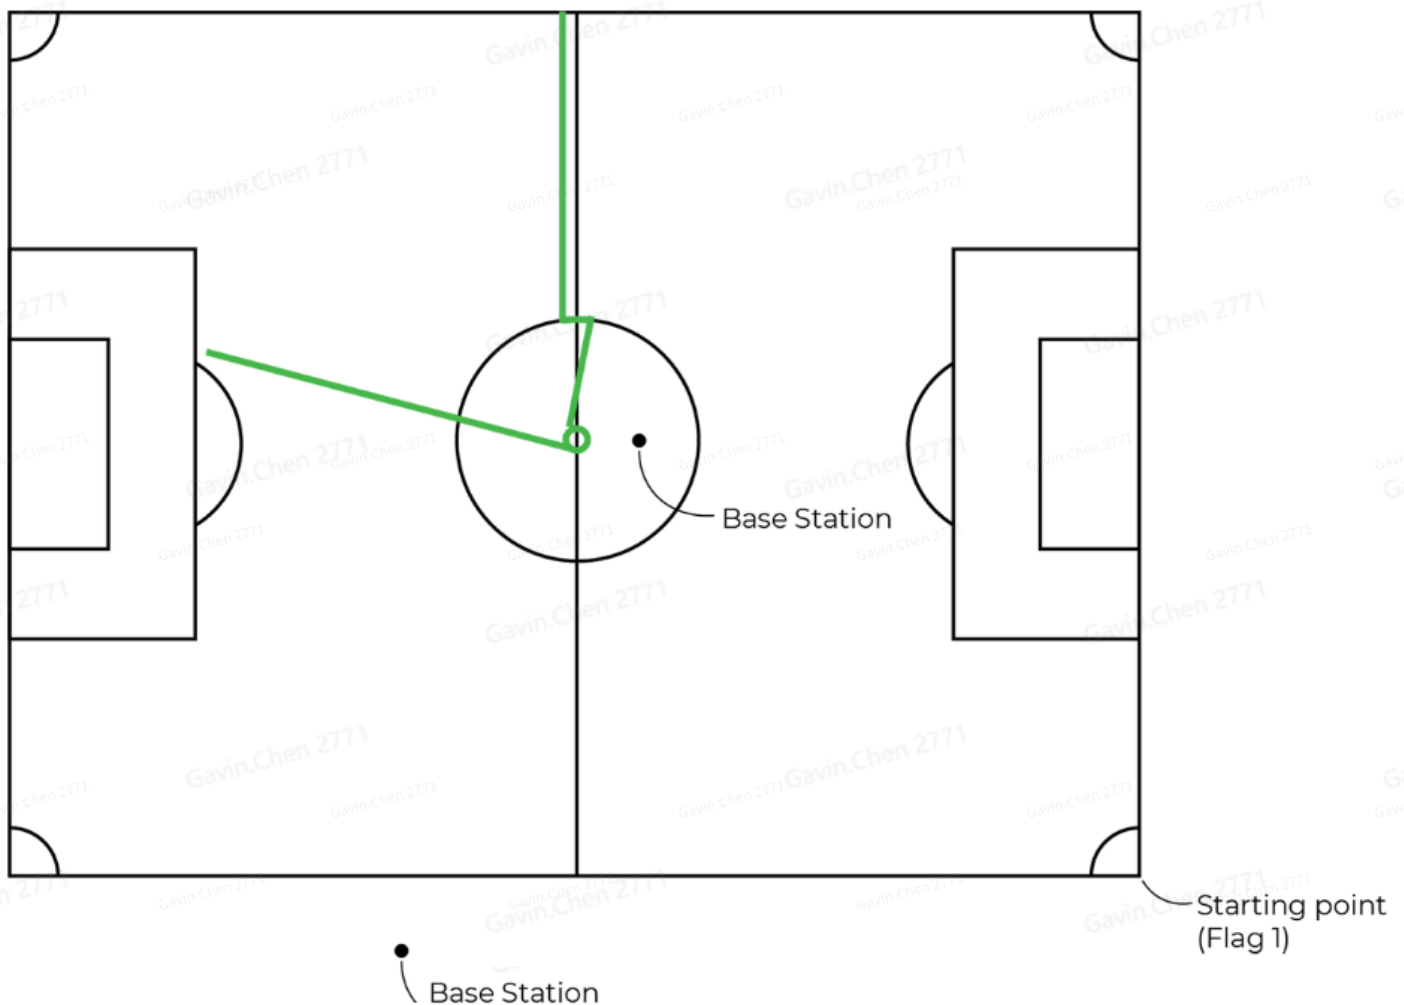 Gavin.Chen 2771
Base Station
Starting point
(Flag 1)
Base Station